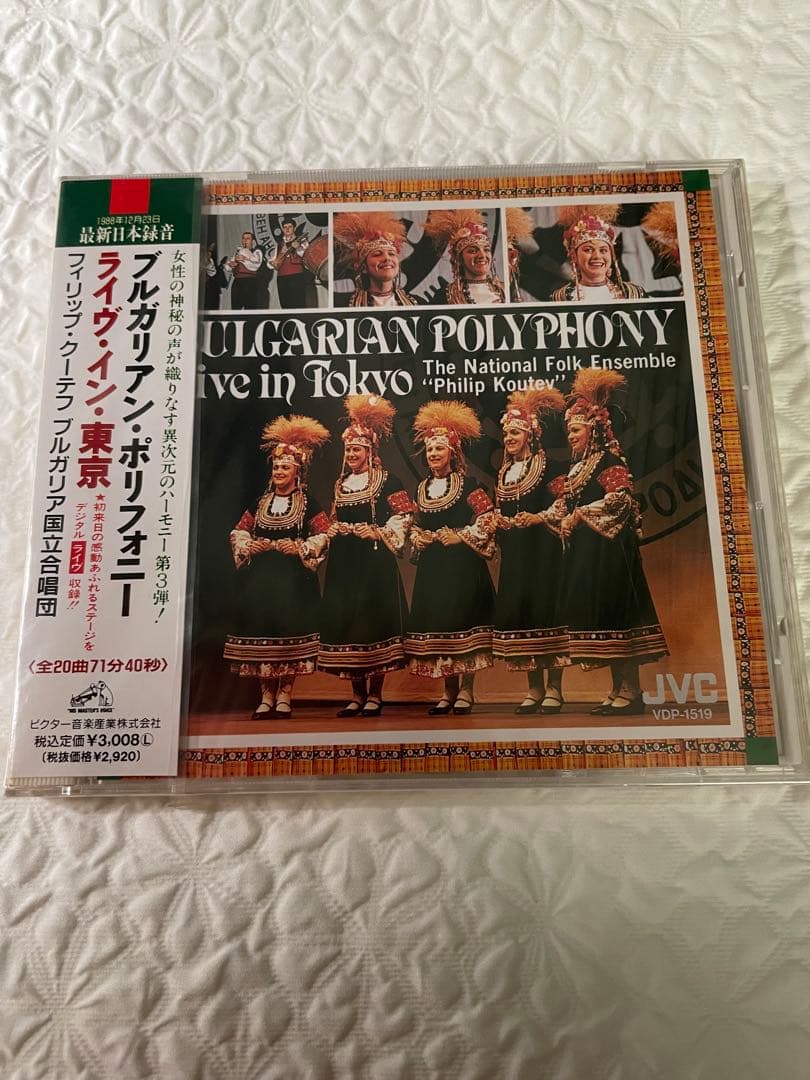 1988年12月23日
最新日本録音
女性の神秘の声が織りなす異次元のハーモニー第3弾!
ブルガリアン・ポリフォニー
ライヴ・イン・東京
★初来日の感動あふれるステージを
デジタルライヴ収録!!
フィリップ・クーテフ ブルガリア国立合唱団
〈全20曲71分40秒〉
"HIS MASTER'S VOICE"
ビクター音楽産業株式会社
税込定価¥3,008Ⓛ
(税抜価格¥2,920)
ULGARIAN POLYPHONY
ive in Tokyo
The National Folk Ensemble
"Philip Koutev"
JVC
VDP-1519